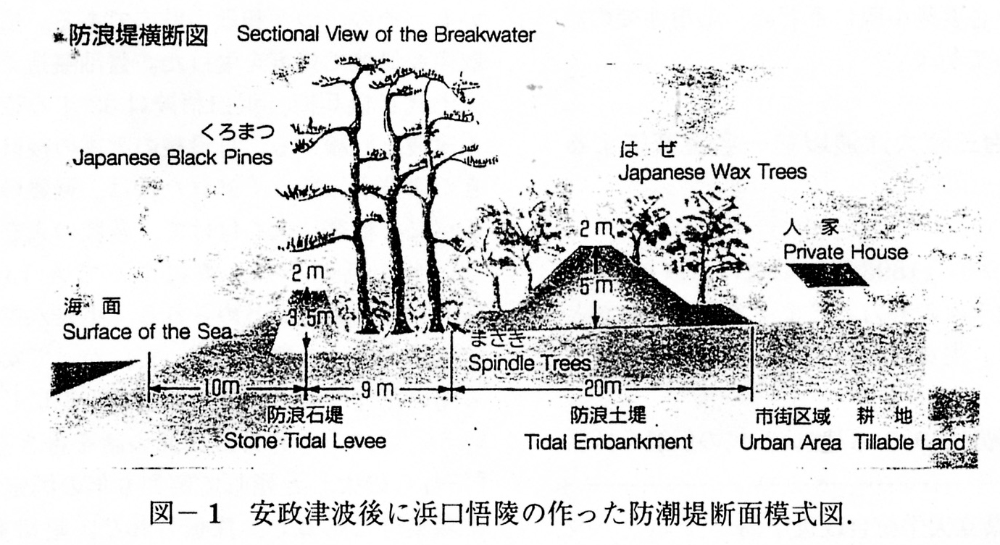 防浪堤横断図 Sectional View of the Breakwater
くろまつ
Japanese Black Pines
は ぜ
Japanese Wax Trees
2m
人 家
Private House
2m
5m
海 面
Surface of the Sea
3.5m
まさき
Spindle Trees
10m 9m 20m
防浪石堤 防浪土堤 市街区域 耕 地
Stone Tidal Levee Tidal Embankment Urban Area Tillable Land
図−1 安政津波後に浜口悟陵の作った防潮堤断面模式図.